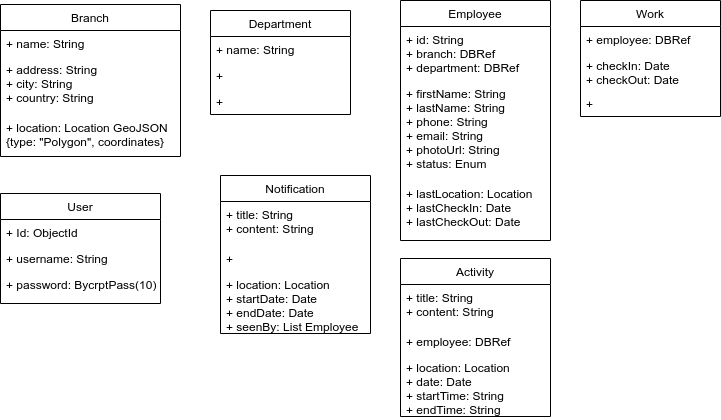 Branch
+ name: String
+ address: String
+ city: String
+ country: String
+ location: Location GeoJSON
{type: "Polygon", coordinates}
Department
+ name: String
+
+
Employee
+ id: String
+ branch: DBRef
+ department: DBRef
+ firstName: String
+ lastName: String
+ phone: String
+ email: String
+ photoUrl: String
+ status: Enum
+ lastLocation: Location
+ lastCheckIn: Date
+ lastCheckOut: Date
Work
+ employee: DBRef
+ checkIn: Date
+ checkOut: Date
+
User
+ Id: ObjectId
+ username: String
+ password: BycrptPass(10)
Notification
+ title: String
+ content: String
+
+ location: Location
+ startDate: Date
+ endDate: Date
+ seenBy: List Employee
Activity
+ title: String
+ content: String
+ employee: DBRef
+ location: Location
+ date: Date
+ startTime: String
+ endTime: String